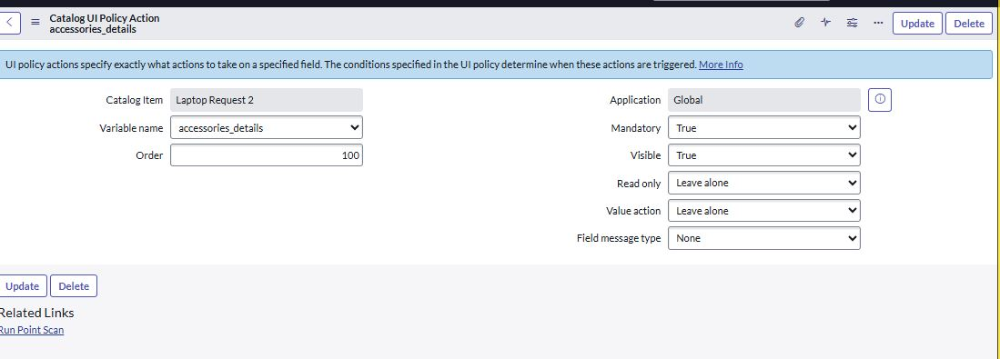 Catalog UI Policy Action
accessories_details
Update
Delete
UI policy actions specify exactly what actions to take on a specified field. The conditions specified in the UI policy determine when these actions are triggered. More Info
Catalog Item Laptop Request 2
Variable name accessories_details
Order 100
Application Global
Mandatory True
Visible True
Read only Leave alone
Value action Leave alone
Field message type None
Update
Delete
Related Links
Run Point Scan